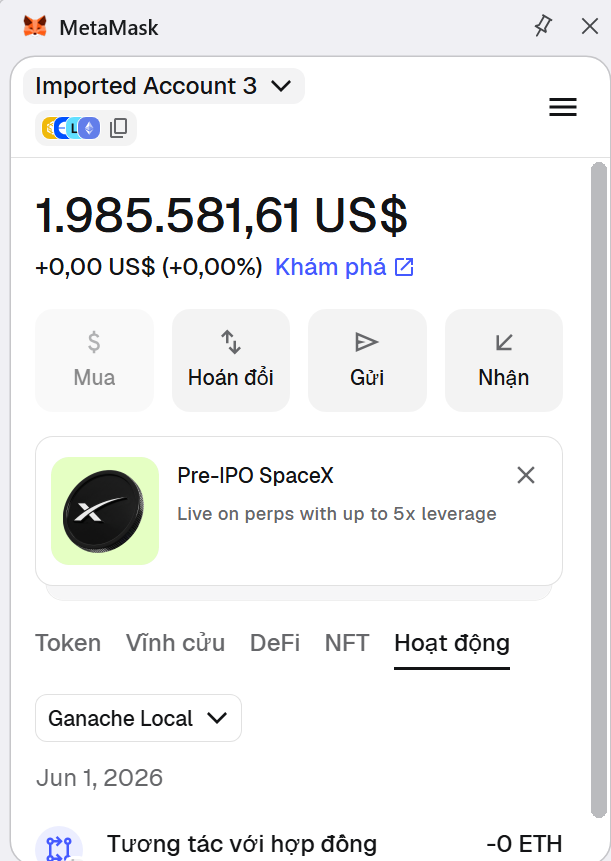 MetaMask
Imported Account 3
1.985.581,61 US$
+0,00 US$ (+0,00%) Khám phá
$
Mua
Hoán đổi
Gửi
Nhận
Pre-IPO SpaceX
Live on perps with up to 5x leverage
Token Vĩnh cửu DeFi NFT Hoạt động
Ganache Local
Jun 1, 2026
Tương tác với hợp đồng -0 ETH